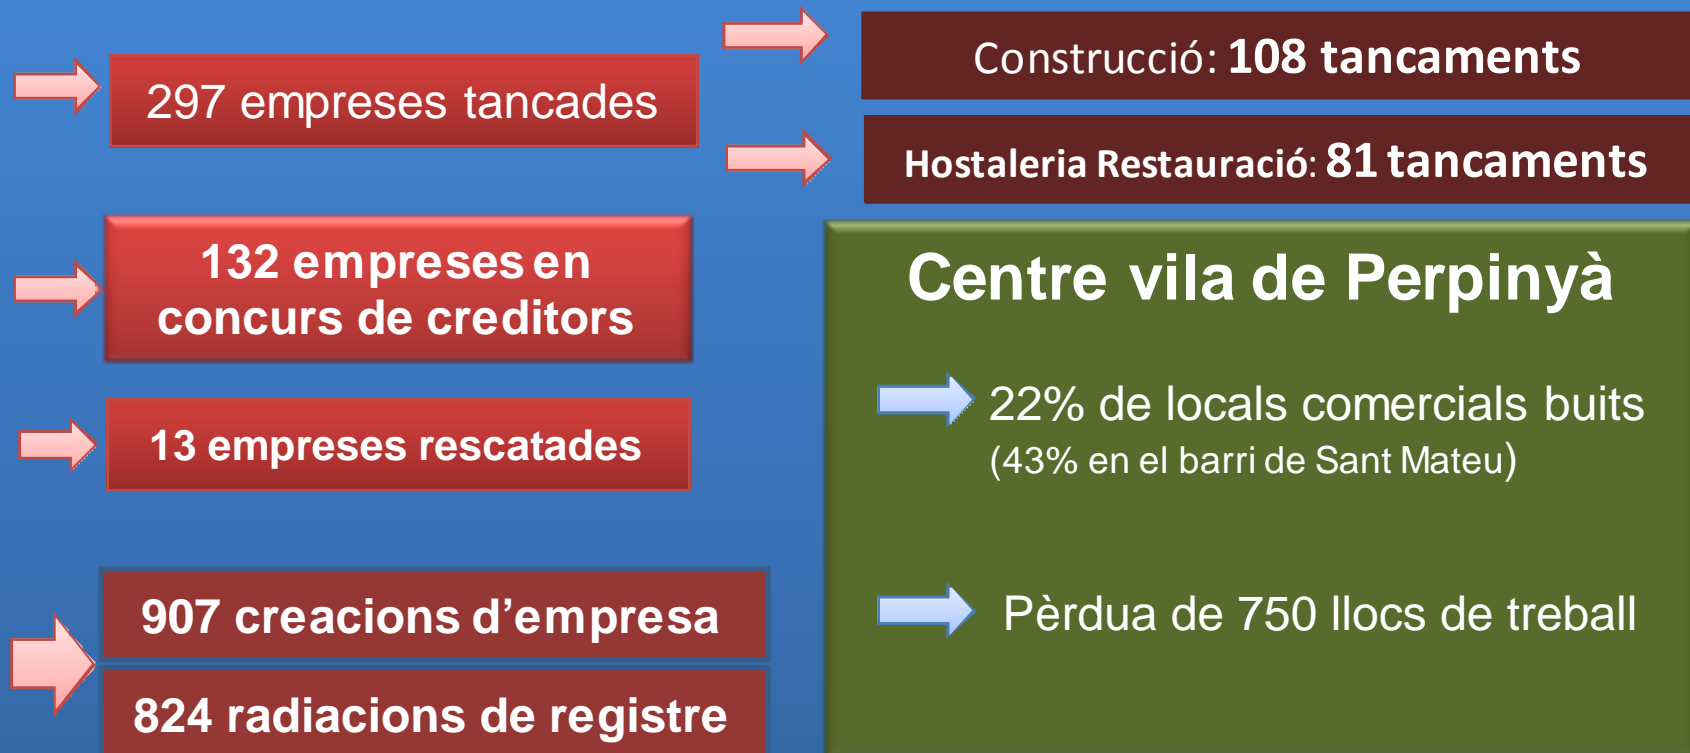 297 empreses tancades
Construcció: 108 tancaments
Hostaleria Restauració: 81 tancaments
132 empreses en
concurs de creditors
13 empreses rescatades
907 creacions d’empresa
824 radiacions de registre
Centre vila de Perpinyà
22% de locals comercials buits
(43% en el barri de Sant Mateu)
Pèrdua de 750 llocs de treball